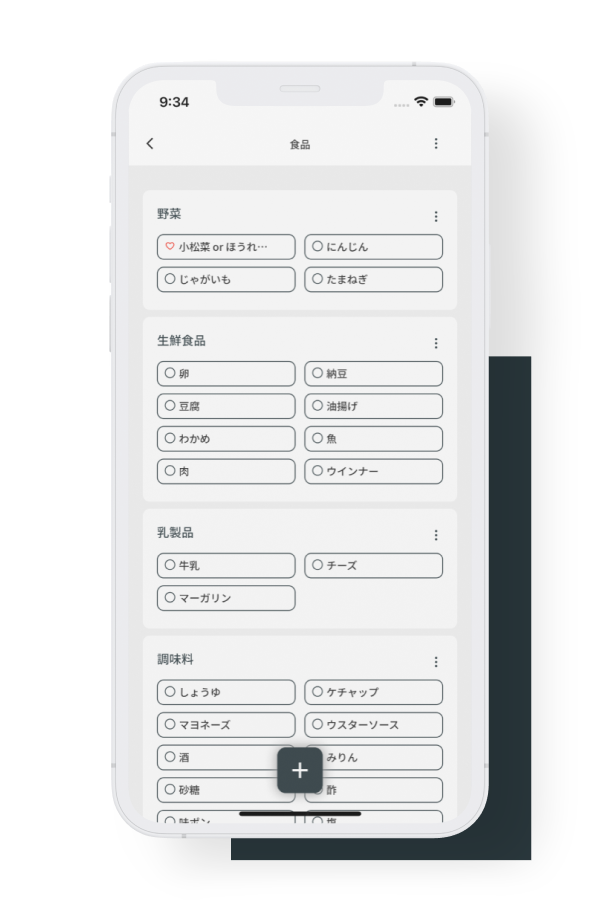 9:34
食品
野菜
小松菜 or ほうれ…
にんじん
じゃがいも
たまねぎ
生鮮食品
卵
納豆
豆腐
油揚げ
わかめ
魚
肉
ウインナー
乳製品
牛乳
チーズ
マーガリン
調味料
しょうゆ
ケチャップ
マヨネーズ
ウスターソース
酒
みりん
砂糖
酢
味ポン
塩